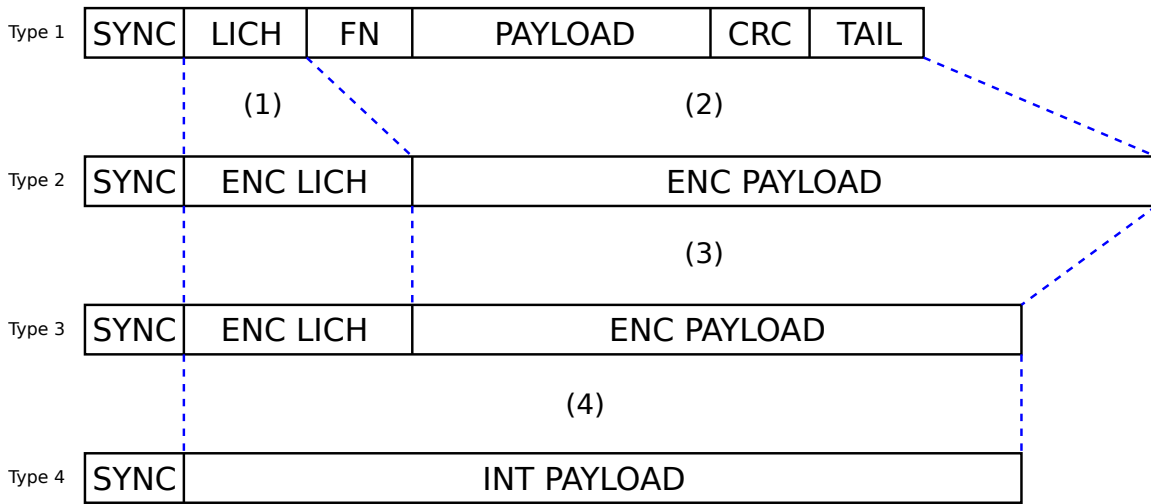 Type 1 SYNC LICH FN PAYLOAD CRC TAIL
(1) (2)
Type 2 SYNC ENC LICH ENC PAYLOAD
(3)
Type 3 SYNC ENC LICH ENC PAYLOAD
(4)
Type 4 SYNC INT PAYLOAD